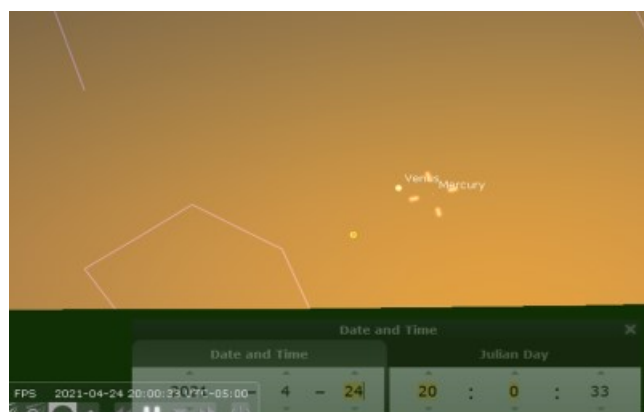 Venus
Mercury
Date and Time
Date and Time Julian Day
2021 - 4 - 24 20 : 0 : 33
FPS 2021-04-24 20:00:33 UTC-05:00